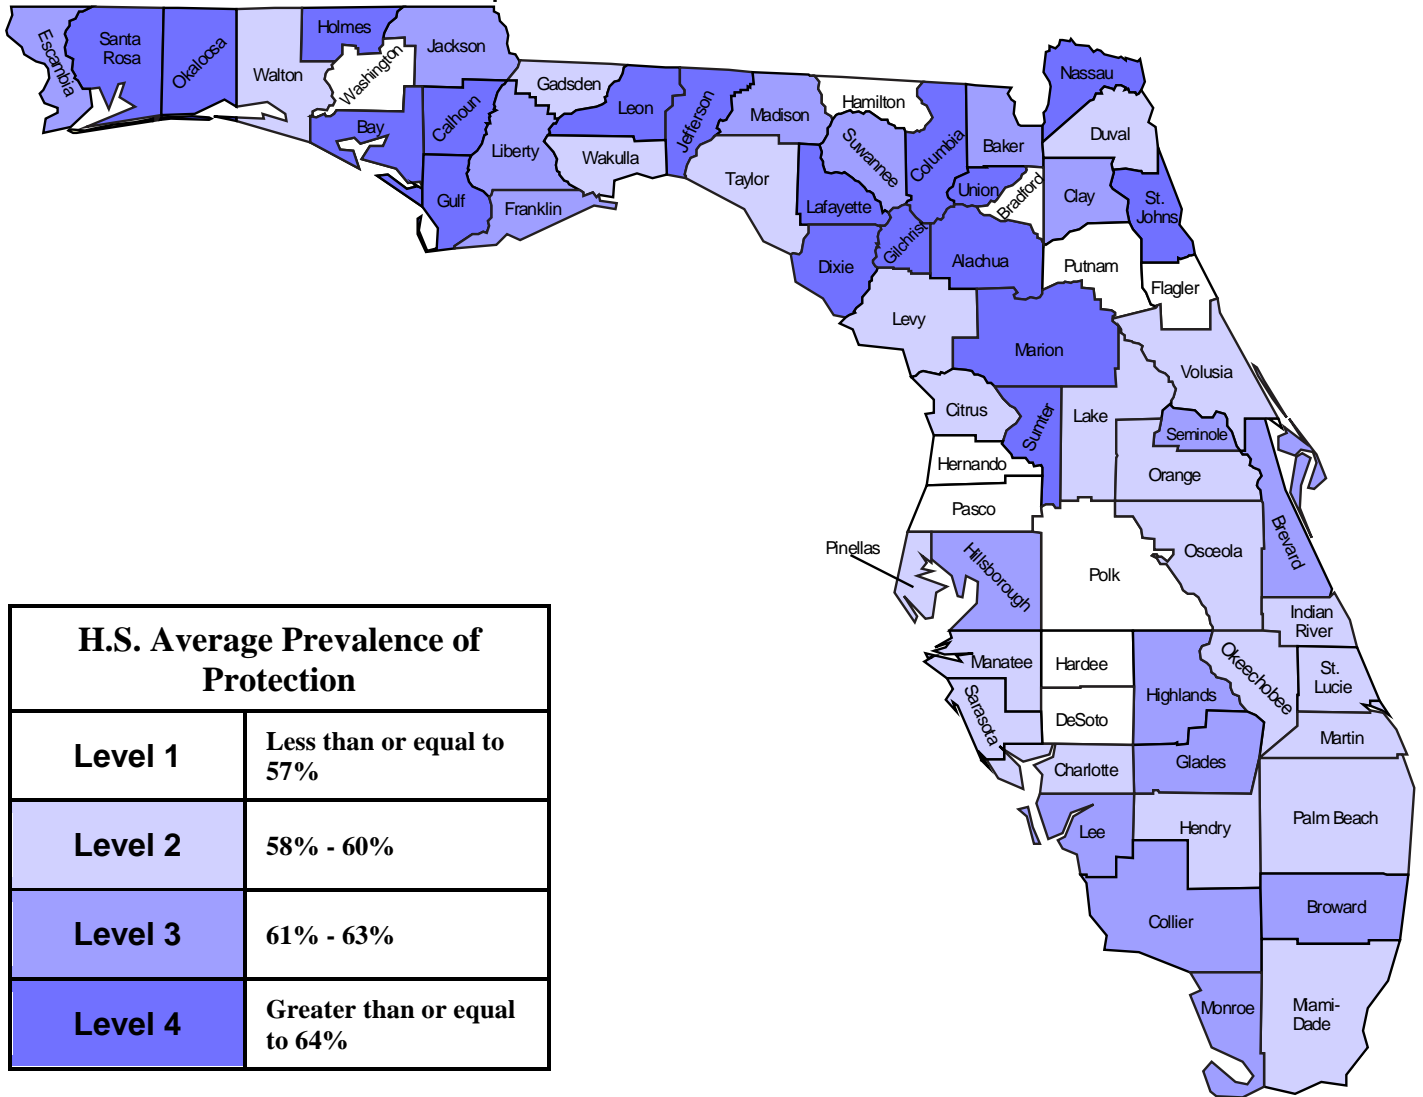 Escambia
Santa
Rosa
Okaloosa
Walton
Holmes
Washington
Jackson
Bay
Calhoun
Gulf
Liberty
Gadsden
Franklin
Leon
Wakulla
Jefferson
Madison
Taylor
Hamilton
Suwannee
Lafayette
Dixie
Columbia
Gilchrist
Baker
Union
Bradford
Alachua
Nassau
Duval
Clay
St.
Johns
Putnam
Flagler
Levy
Marion
Volusia
Citrus
Sumter
Lake
Seminole
Orange
Hernando
Pasco
Pinellas
Hillsborough
Polk
Osceola
Brevard
Indian
River
Manatee
Hardee
Highlands
Okeechobee
St.
Lucie
Sarasota
DeSoto
Martin
Charlotte
Glades
Lee
Hendry
Palm Beach
Collier
Broward
Monroe
Miami-
Dade
H.S. Average Prevalence of
Protection
Level 1
Less than or equal to
57%
Level 2
58% - 60%
Level 3
61% - 63%
Level 4
Greater than or equal
to 64%